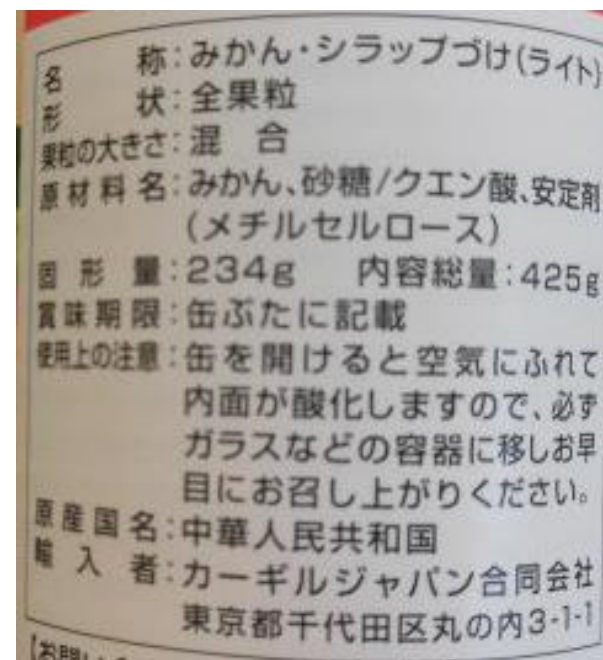 名称:みかん・シラップづけ(ライト)
形状:全果粒
果粒の大きさ:混合
原材料名:みかん、砂糖/クエン酸、安定剤
(メチルセルロース)
固形量:234g 内容総量:425g
賞味期限:缶ぶたに記載
使用上の注意:缶を開けると空気にふれて
内面が酸化しますので、必ず
ガラスなどの容器に移しお早
目にお召し上がりください。
原産国名:中華人民共和国
輸入者:カーギルジャパン合同会社
東京都千代田区丸の内3-1-1